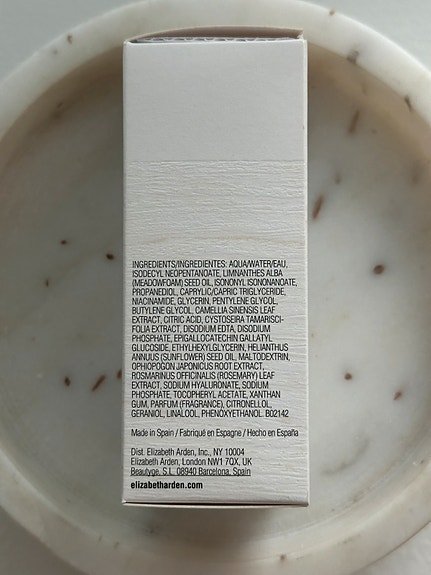 INGREDIENTS/INGREDIENTES: AQUA/WATER/EAU,
ISODECYL NEOPENTANOATE, LIMNANTHES ALBA
(MEADOWFOAM) SEED OIL, ISONONYL ISONONANOATE,
PROPANEDIOL, CAPRYLIC/CAPRIC TRIGLYCERIDE,
NIACINAMIDE, GLYCERIN, PENTYLENE GLYCOL,
BUTYLENE GLYCOL, CAMELLIA SINENSIS LEAF
EXTRACT, CITRIC ACID, CYSTOSEIRA TAMARISCI-
FOLIA EXTRACT, DISODIUM EDTA, DISODIUM
PHOSPHATE, EPIGALLOCATECHIN GALLATYL
GLUCOSIDE, ETHYLHEXYLGLYCERIN, HELIANTHUS
ANNUUS (SUNFLOWER) SEED OIL, MALTODEXTRIN,
OPHIOPOGON JAPONICUS ROOT EXTRACT,
ROSMARINUS OFFICINALIS (ROSEMARY) LEAF
EXTRACT, SODIUM HYALURONATE, SODIUM
PHOSPHATE, TOCOPHERYL ACETATE, XANTHAN
GUM, PARFUM (FRAGRANCE), CITRONELLOL,
GERANIOL, LINALOOL, PHENOXYETHANOL. B02142
Made in Spain / Fabriqué en Espagne / Hecho en España
Dist. Elizabeth Arden, Inc., NY 10004
Elizabeth Arden, London NW1 7QX, UK
Beautyge, S.L. 08940 Barcelona, Spain
elizabetharden.com